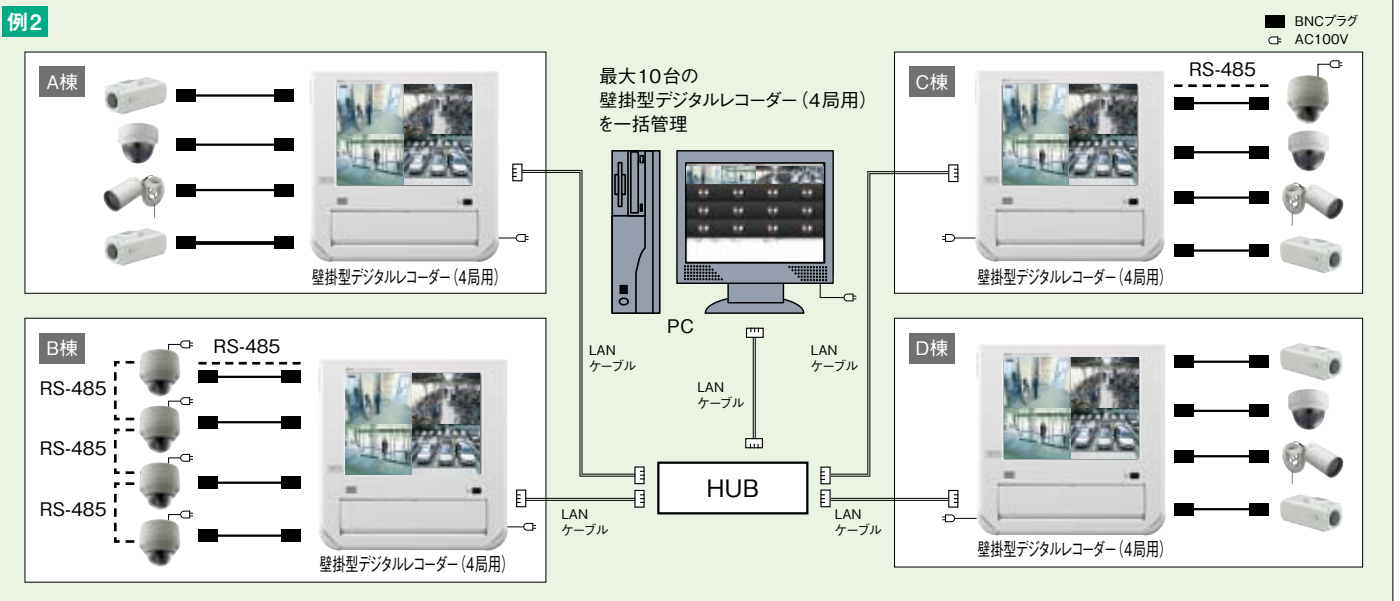 例2
BNCプラグ
AC100V
A棟
壁掛型デジタルレコーダー(4局用)
B棟
RS-485
RS-485
RS-485
RS-485
壁掛型デジタルレコーダー(4局用)
最大10台の
壁掛型デジタルレコーダー(4局用)
を一括管理
PC
LAN
ケーブル
LAN
ケーブル
LAN
ケーブル
HUB
LAN
ケーブル
LAN
ケーブル
C棟
RS-485
壁掛型デジタルレコーダー(4局用)
D棟
壁掛型デジタルレコーダー(4局用)